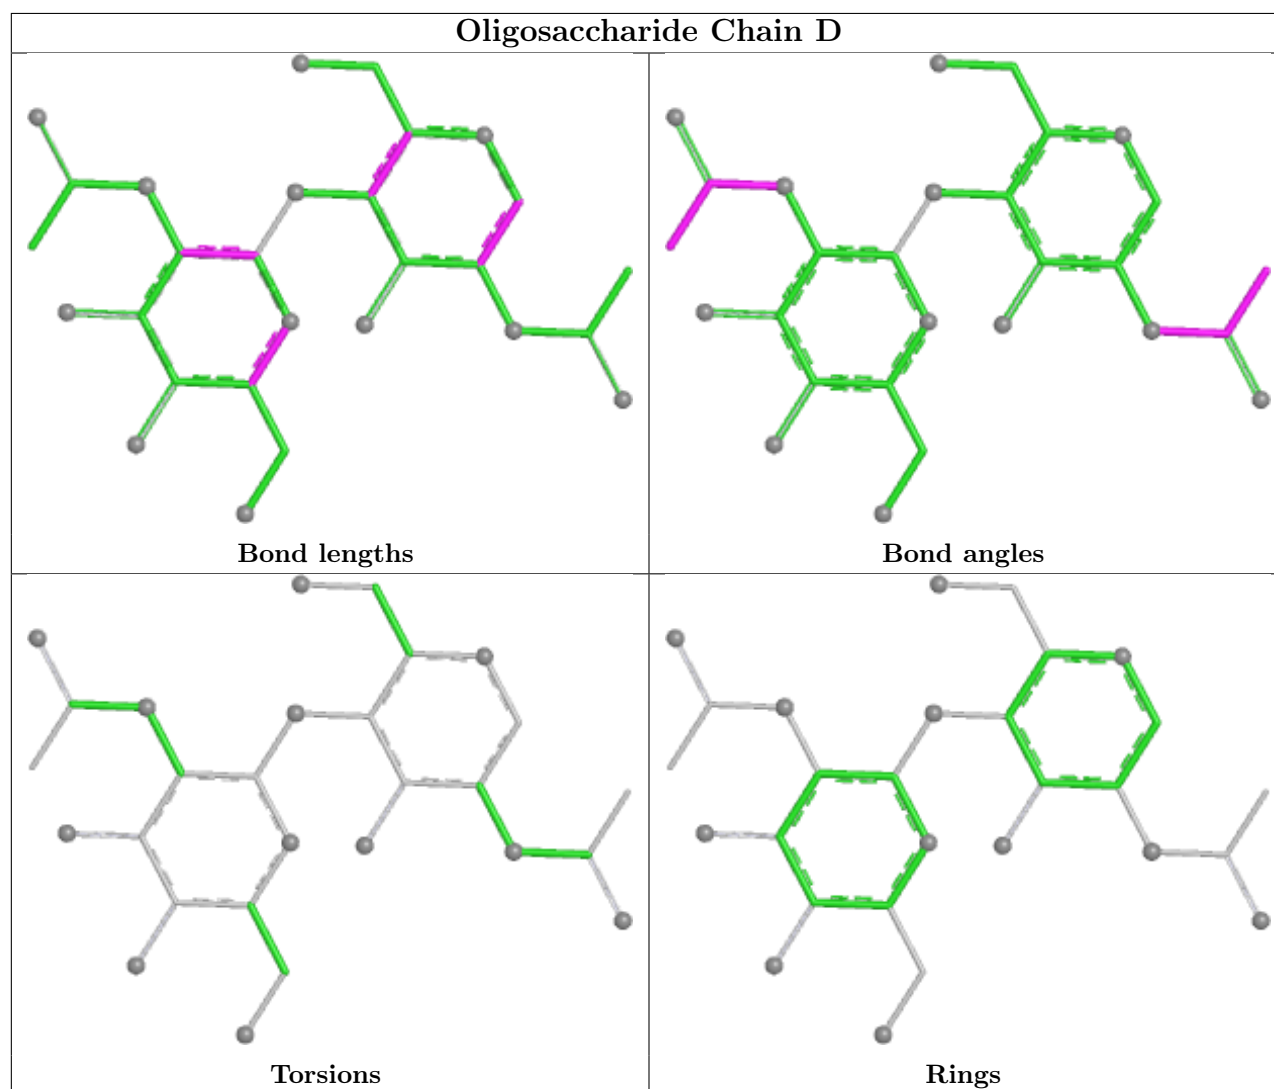 Oligosaccharide Chain D
Bond lengths
Bond angles
Torsions
Rings